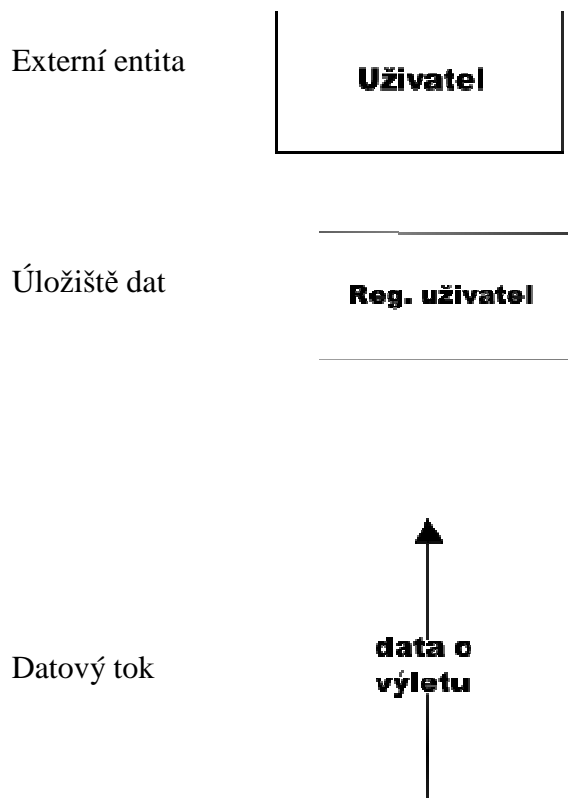 Externí entita
Uživatel
Úložiště dat
Reg. uživatel
Datový tok
data o
výletu